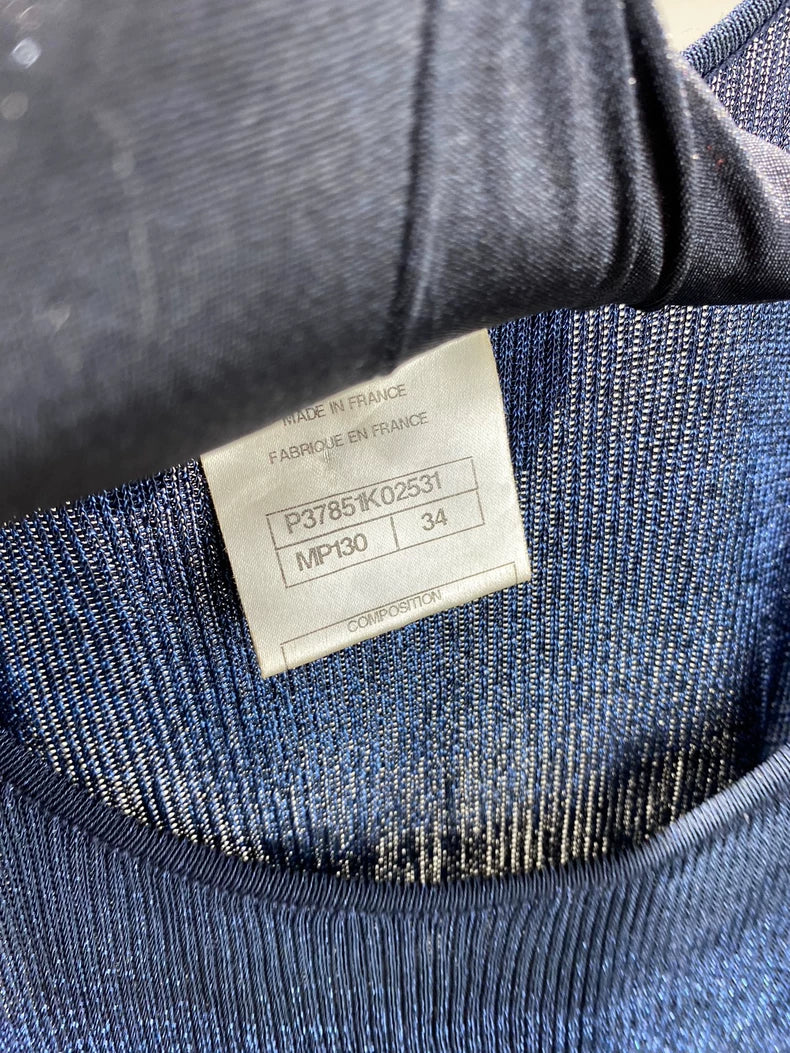 MADE IN FRANCE
FABRIQUE EN FRANCE
P37851K02531
MP130 34
COMPOSITION